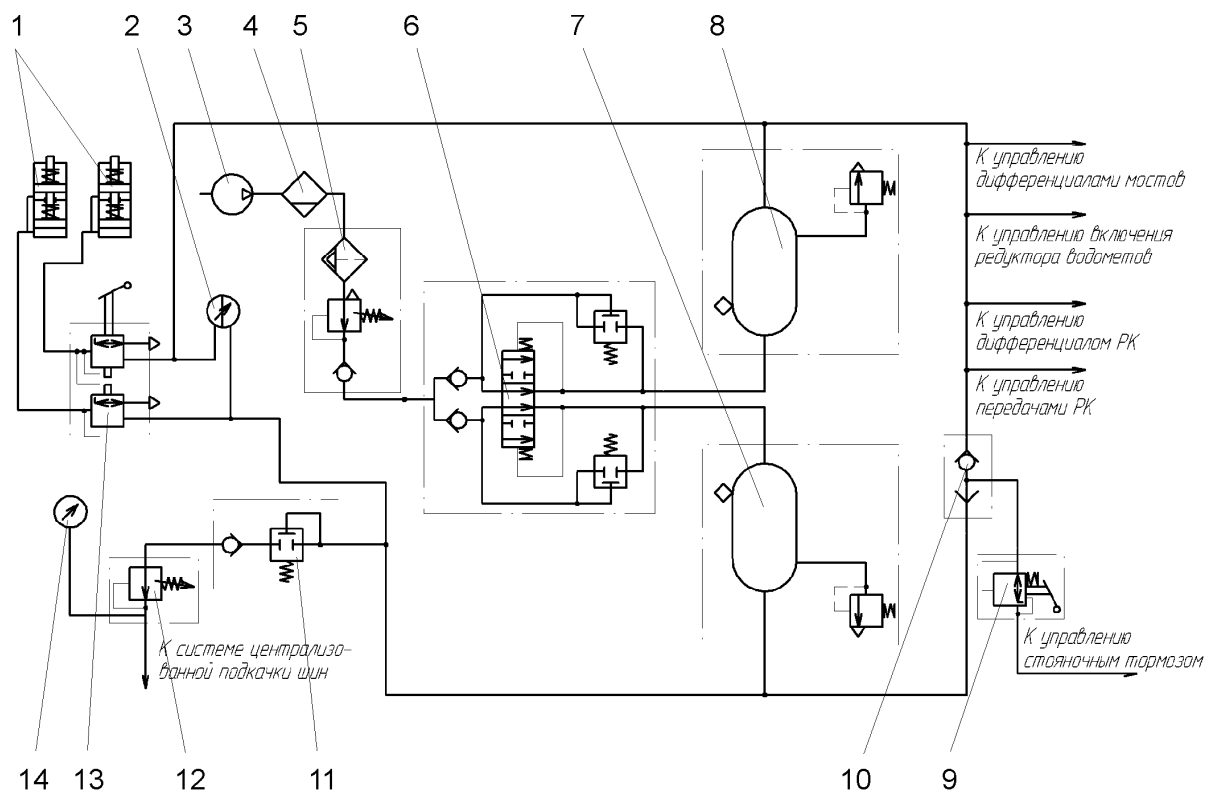 1 2 3 4 5 6 7 8
К управлению
дифференциалами мостов
К управлению включения
редуктора водометов
К управлению
дифференциалом РК
К управлению
передачами РК
К управлению
стояночным тормозом
К системе централизо-
ванной подкачки шин
14 13 12 11 10 9